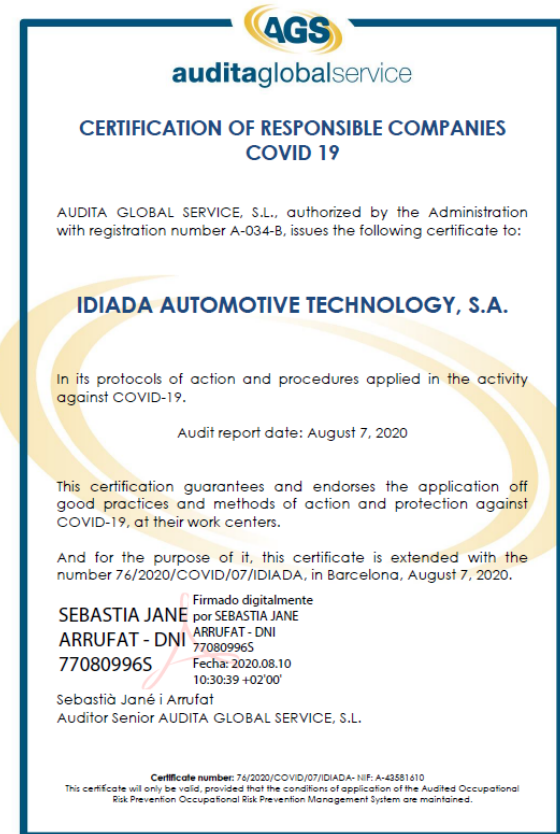 AGS
auditaglobalservice
CERTIFICATION OF RESPONSIBLE COMPANIES
COVID 19
AUDITA GLOBAL SERVICE, S.L., authorized by the Administration
with registration number A-034-B, issues the following certificate to:
IDIADA AUTOMOTIVE TECHNOLOGY, S.A.
In its protocols of action and procedures applied in the activity
against COVID-19.
Audit report date: August 7, 2020
This certification guarantees and endorses the application off
good practices and methods of action and protection against
COVID-19, at their work centers.
And for the purpose of it, this certificate is extended with the
number 76/2020/COVID/07/IDIADA, in Barcelona, August 7, 2020.
SEBASTIA JANE
ARRUFAT - DNI
77080996S
Firmado digitalmente
por SEBASTIA JANE
ARRUFAT - DNI
77080996S
Fecha: 2020.08.10
10:30:39 +02'00'
Sebastià Jané i Arrufat
Auditor Senior AUDITA GLOBAL SERVICE, S.L.
Certificate number: 76/2020/COVID/07/IDIADA- NIF: A-43581610
This certificate will only be valid, provided that the conditions of application of the Audited Occupational
Risk Prevention Occupational Risk Prevention Management System are maintained.